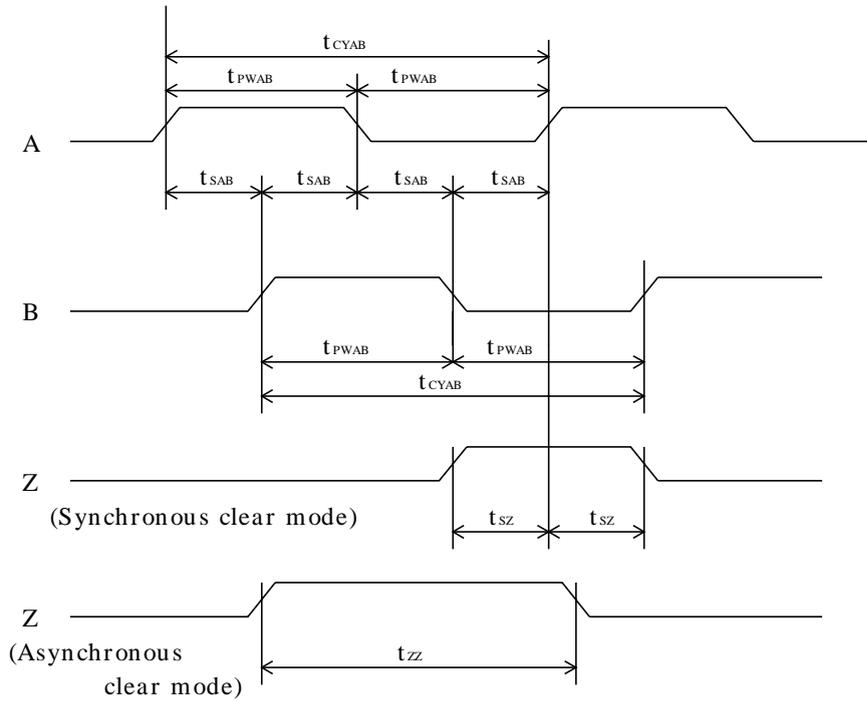 tCYAB
tPWAB tPWAB
A
tSAB tSAB tSAB tSAB
B
tPWAB tPWAB
tCYAB
Z
(Synchronous clear mode)
tSZ tSZ
Z
(Asynchronous
clear mode)
tZZ